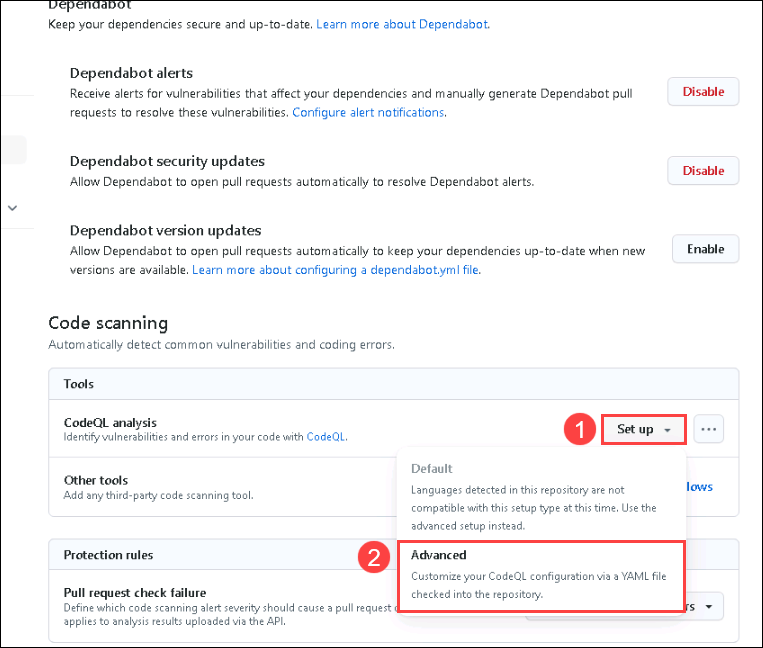 Dependabot
Keep your dependencies secure and up-to-date. Learn more about Dependabot.
Dependabot alerts
Receive alerts for vulnerabilities that affect your dependencies and manually generate Dependabot pull
requests to resolve these vulnerabilities. Configure alert notifications.
Disable
Dependabot security updates
Allow Dependabot to open pull requests automatically to resolve Dependabot alerts.
Disable
Dependabot version updates
Allow Dependabot to open pull requests automatically to keep your dependencies up-to-date when new
versions are available. Learn more about configuring a dependabot.yml file.
Enable
Code scanning
Automatically detect common vulnerabilities and coding errors.
Tools
CodeQL analysis
Identify vulnerabilities and errors in your code with CodeQL.
1
Set up
Default
Languages detected in this repository are not
compatible with this setup type at this time. Use the
advanced setup instead.
2
Advanced
Customize your CodeQL configuration via a YAML file
checked into the repository.
Other tools
Add any third-party code scanning tool.
lows
Protection rules
Pull request check failure
Define which code scanning alert severity should cause a pull request
applies to analysis results uploaded via the API.
rs